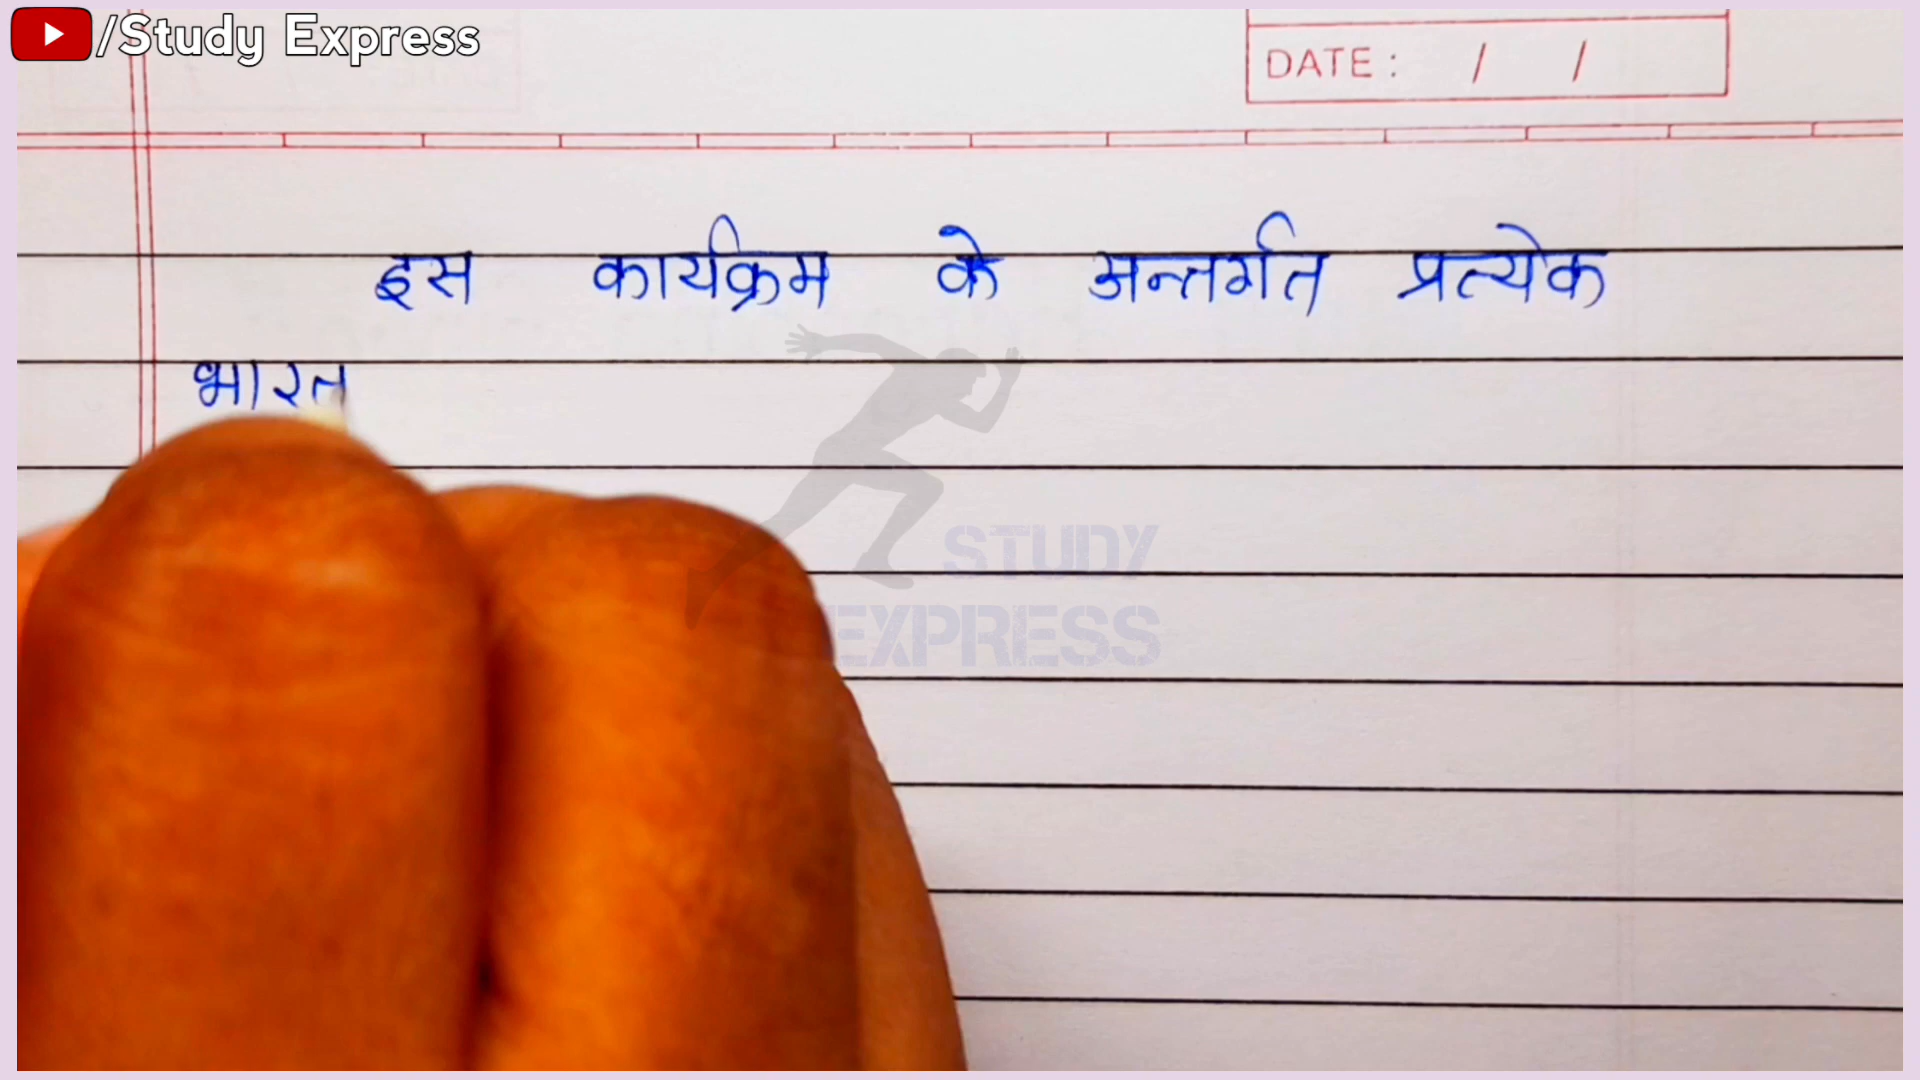 /Study Express
DATE: / /
इस कार्यक्रम के अन्तर्गत प्रत्येक
भारत
STUDY
EXPRESS